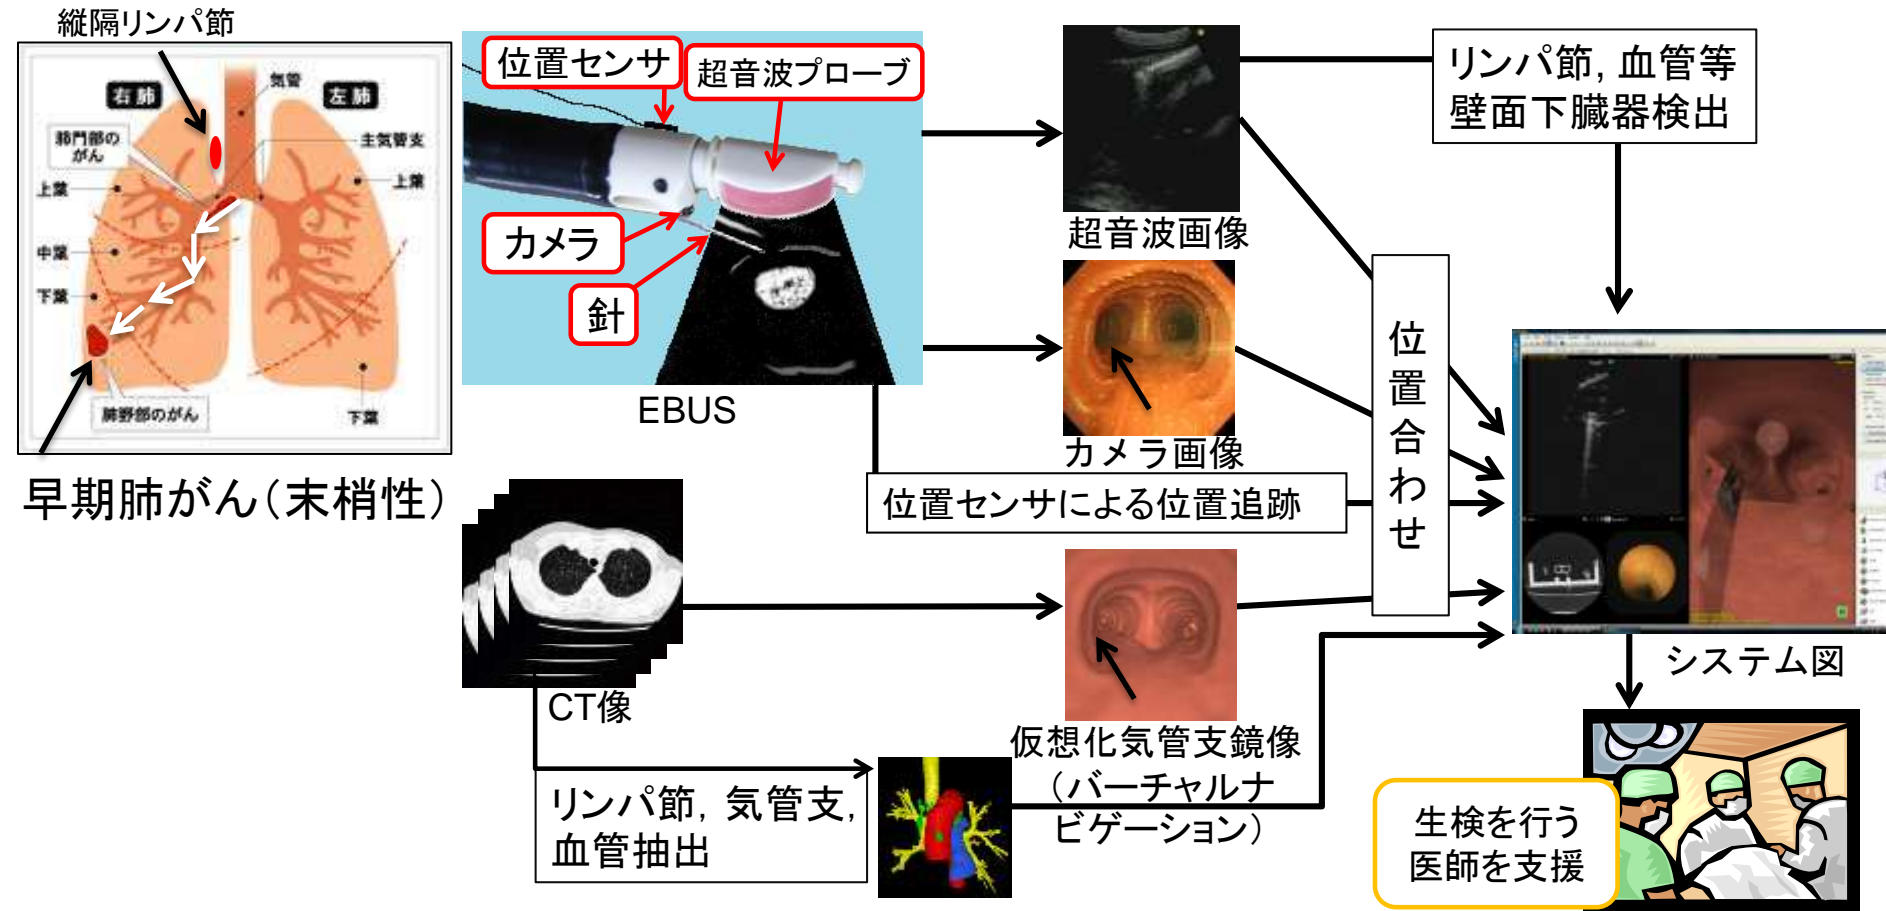 縦隔リンパ節
気管
右肺
左肺
肺門部の
がん
主気管支
上葉
上葉
中葉
下葉
肺野部のがん
下葉
早期肺がん（末梢性）
位置センサ
超音波プローブ
カメラ
針
EBUS
超音波画像
カメラ画像
リンパ節, 血管等
壁面下臓器検出
位置合わせ
位置センサによる位置追跡
CT像
仮想化気管支鏡像
（バーチャルナ
ビゲーション）
リンパ節，気管支，
血管抽出
システム図
生検を行う
医師を支援